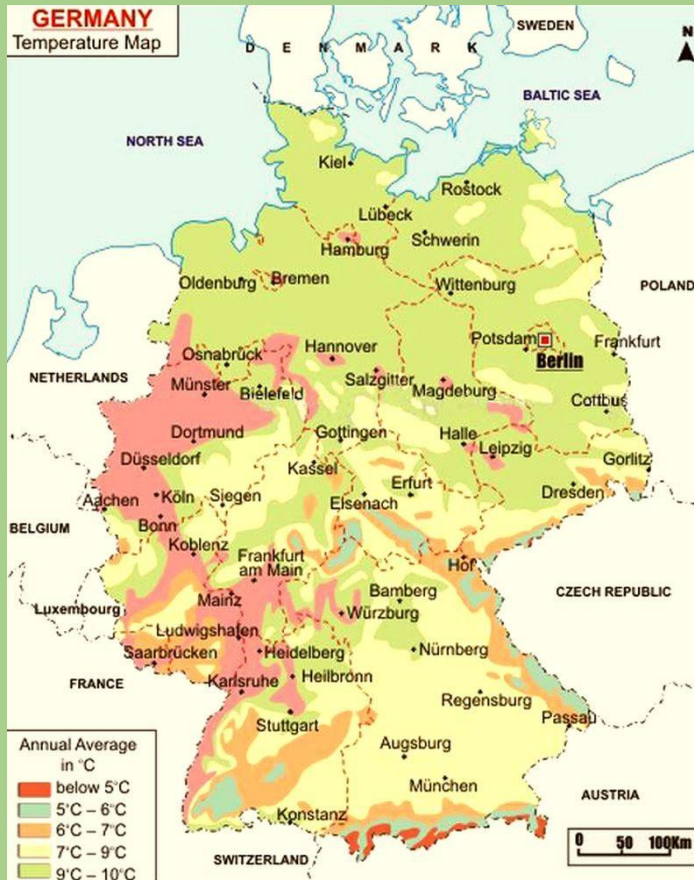 GERMANY
Temperature Map
SWEDEN
N
D E N M A R K
BALTIC SEA
NORTH SEA
Kiel
Rostock
Lübeck
Hamburg
Schwerin
Oldenburg
Bremen
Wittenburg
POLAND
Potsdam
Berlin
Frankfurt
Hannover
Osnabrück
NETHERLANDS
Salzgitter
Magdeburg
Münster
Bielefeld
Cottbus
Dortmund
Gottingen
Halle
Leipzig
Düsseldorf
Kassel
Gorlitz
Aachen
Köln
Siegen
Erfurt
Eisenach
Dresden
BELGIUM
Bonn
Koblenz
Frankfurt
am Main
Hof
CZECH REPUBLIC
Luxembourg
Mainz
Bamberg
Würzburg
Ludwigshafen
Saarbrücken
Heidelberg
Nürnberg
FRANCE
Karlsruhe
Heilbronn
Regensburg
Stuttgart
Passau
Augsburg
München
AUSTRIA
Konstanz
SWITZERLAND
Annual Average
in °C
below 5°C
5°C – 6°C
6°C – 7°C
7°C – 9°C
9°C – 10°C
0 50 100Km